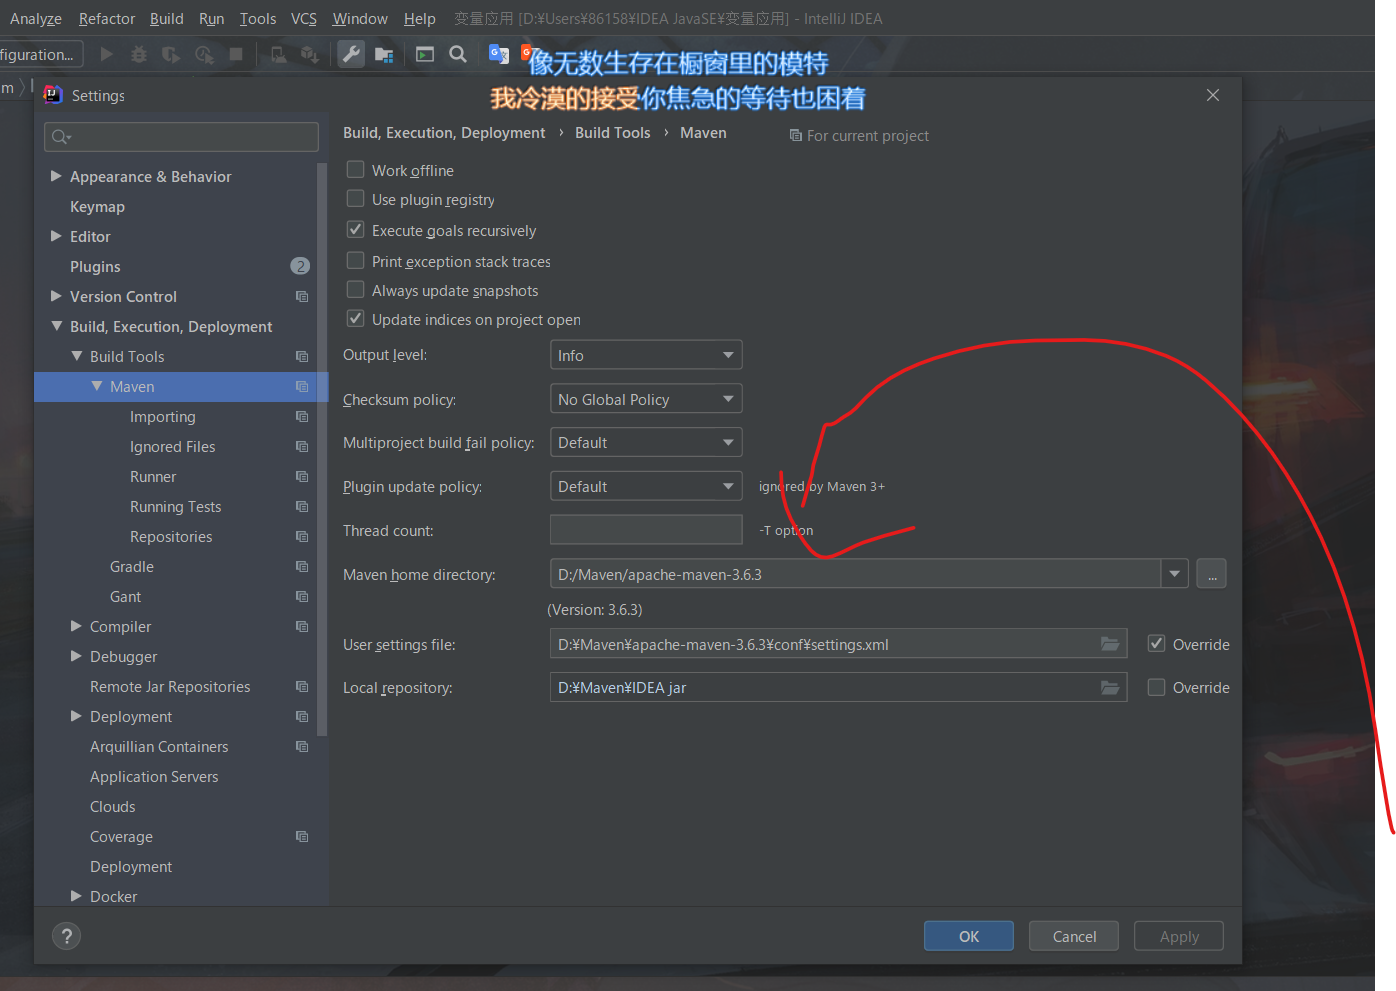 Analyze Refactor Build Run Tools VCS Window Help 变量应用 [D:¥Users¥86158¥IDEA JavaSE¥变量应用] - IntelliJ IDEA
figuration...
像无数生存在橱窗里的模特
我冷漠的接受你焦急的等待也困着
m
Settings
Build, Execution, Deployment › Build Tools › Maven For current project
Appearance & Behavior
Keymap
Editor
Plugins 2
Version Control
Build, Execution, Deployment
Build Tools
Maven
Importing
Ignored Files
Runner
Running Tests
Repositories
Gradle
Gant
Compiler
Debugger
Remote Jar Repositories
Deployment
Arquillian Containers
Application Servers
Clouds
Coverage
Deployment
Docker
Work offline
Use plugin registry
Execute goals recursively
Print exception stack traces
Always update snapshots
Update indices on project open
Output level: Info
Checksum policy: No Global Policy
Multiproject build fail policy: Default
Plugin update policy: Default ignored by Maven 3+
Thread count: -T option
Maven home directory: D:/Maven/apache-maven-3.6.3 ...
(Version: 3.6.3)
User settings file: D:¥Maven¥apache-maven-3.6.3¥conf¥settings.xml Override
Local repository: D:¥Maven¥IDEA jar Override
? OK Cancel Apply